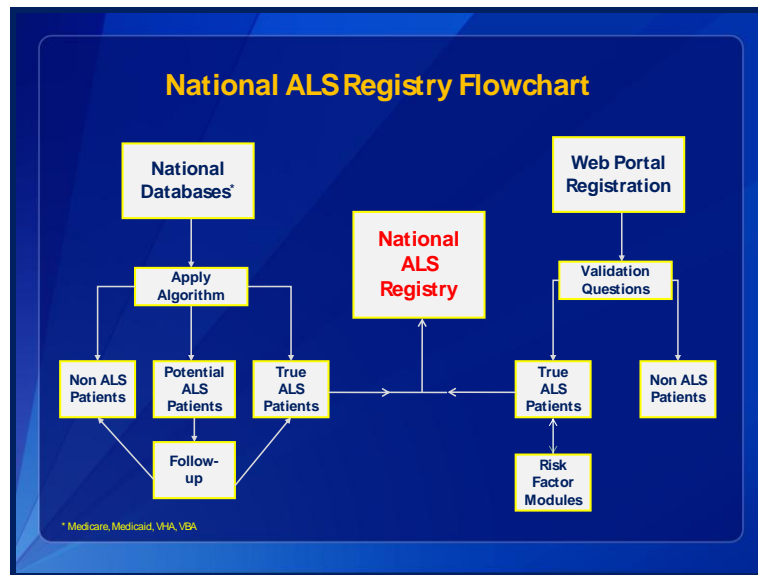 National ALS Registry Flowchart
National
Databases*
Web Portal
Registration
National
ALS
Registry
Apply
Algorithm
Validation
Questions
Non ALS
Patients
Potential
ALS
Patients
True
ALS
Patients
True
ALS
Patients
Non ALS
Patients
Follow-
up
Risk
Factor
Modules
* Medicare, Medicaid, VHA, VBA